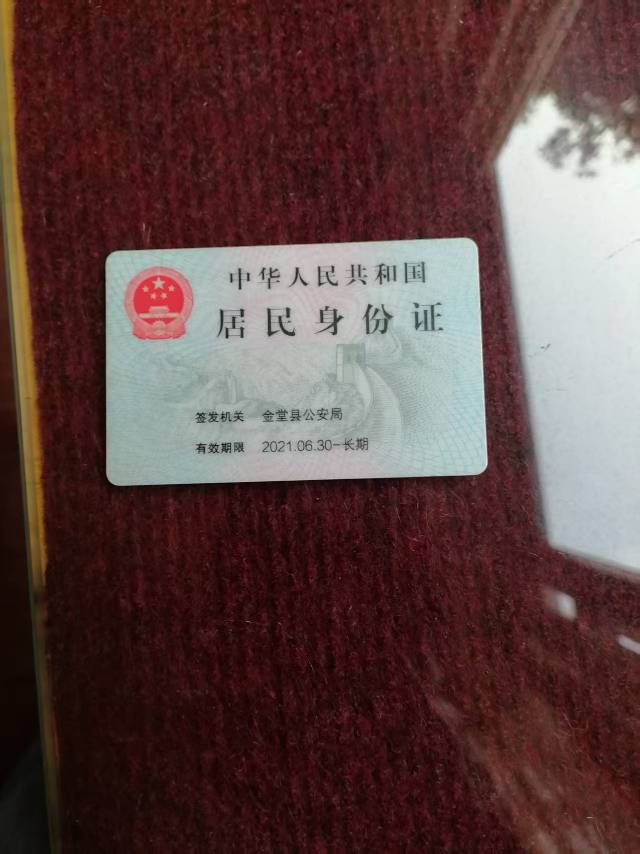 中华人民共和国
居民身份证
签发机关 金堂县公安局
有效期限 2021.06.30-长期